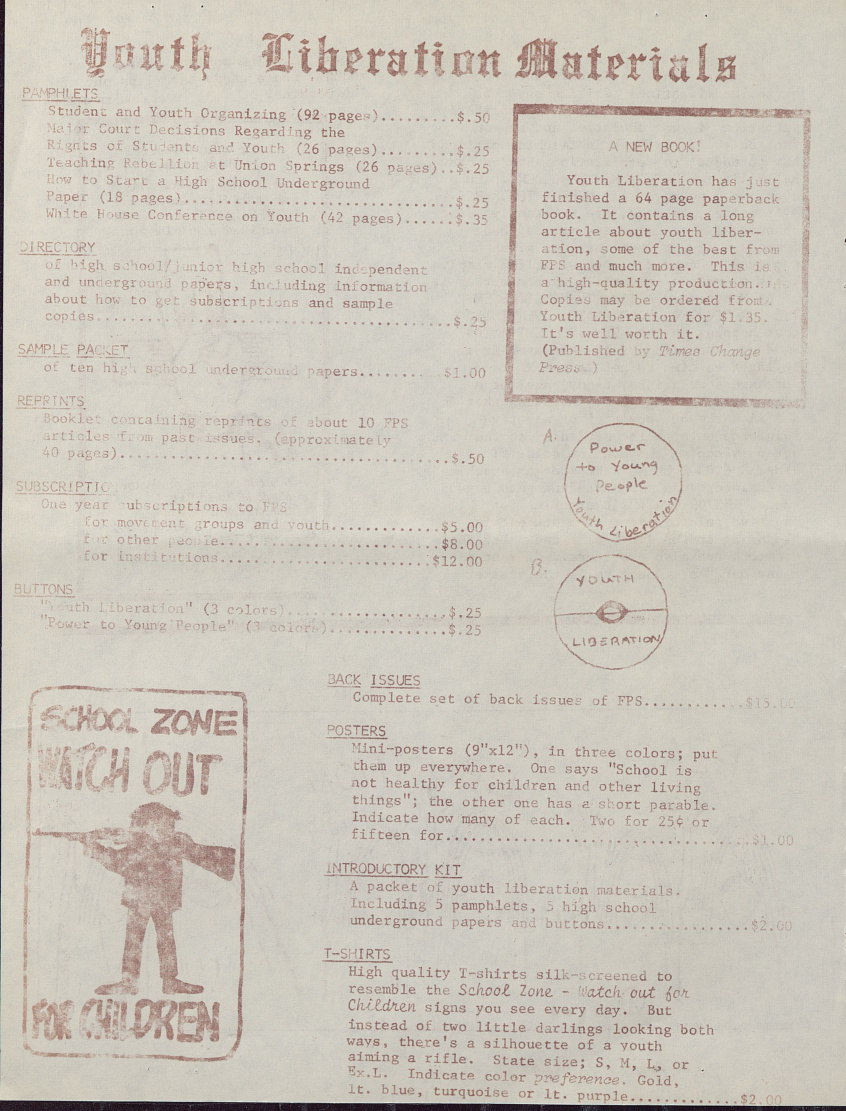 Youth Liberation Materials
PAMPHLETS
Student and Youth Organizing (92 pages).........$.50
Major Court Decisions Regarding the
Rights of Students and Youth (26 pages).........$.25
Teaching Rebellion at Union Springs (26 pages)..$.25
How to Start a High School Underground
Paper (18 pages)................................$.25
White House Conference on Youth (42 pages)......$.35
DIRECTORY
of high school/junior high school independent
and underground papers, including information
about how to get subscriptions and sample
copies...........................................$.25
SAMPLE PACKET
of ten high school underground papers........ $1.00
REPRINTS
Booklet containing reprints of about 10 FPS
articles from past issues. (approximately
40 pages)......................................$.50
SUBSCRIPTIO
One year subscriptions to FPS
for movement groups and youth............$5.00
for other people.........................$8.00
for institutions........................$12.00
BUTTONS
"Youth Liberation" (3 colors)..................$.25
"Power to Young People" (3 colors).............$.25
A NEW BOOK!
Youth Liberation has just
finished a 64 page paperback
book. It contains a long
article about youth liber-
ation, some of the best from
FPS and much more. This is
a high-quality production.
Copies may be ordered from
Youth Liberation for $1.35.
It's well worth it.
(Published by Times Change
Press.)
A.
Power
to Young
People
Youth Liberation
B.
YOUTH
LIBERATION
SCHOOL ZONE
WATCH OUT
FOR CHILDREN
BACK ISSUES
Complete set of back issues of FPS...........$15.00
POSTERS
Mini-posters (9"x12"), in three colors; put
them up everywhere. One says "School is
not healthy for children and other living
things"; the other one has a short parable.
Indicate how many of each. Two for 25¢ or
fifteen for..................................$1.00
INTRODUCTORY KIT
A packet of youth liberation materials.
Including 5 pamphlets, 5 high school
underground papers and buttons................$2.00
T-SHIRTS
High quality T-shirts silk-screened to
resemble the School Zone - Watch out for
Children signs you see every day. But
instead of two little darlings looking both
ways, there's a silhouette of a youth
aiming a rifle. State size; S, M, L, or
Ex.L. Indicate color preference. Gold,
lt. blue, turquoise or lt. purple.............$2.00